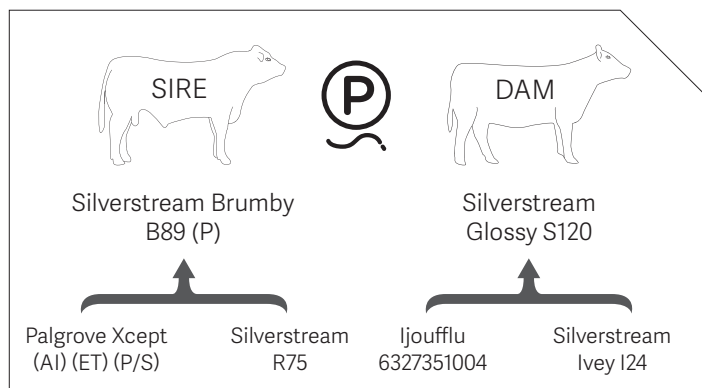 SIRE
P
DAM
Silverstream Brumby
B89 (P)
Silverstream
Glossy S120
Palgrove Xcept
(AI) (ET) (P/S)
Silverstream
R75
Ijoufflu
6327351004
Silverstream
Ivey I24